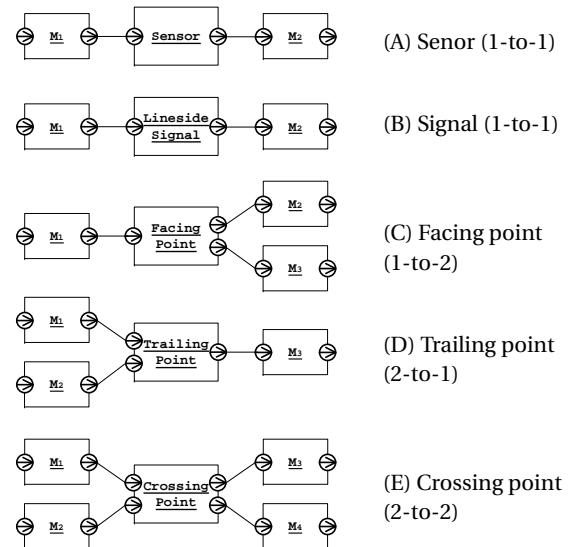 M₁ Sensor M₂ (A) Senor (1-to-1)
M₁ Lineside Signal M₂ (B) Signal (1-to-1)
M₁ Facing Point M₂ M₃ (C) Facing point
(1-to-2)
M₁ M₂ Trailing Point M₃ (D) Trailing point
(2-to-1)
M₁ M₂ Crossing Point M₃ M₄ (E) Crossing point
(2-to-2)